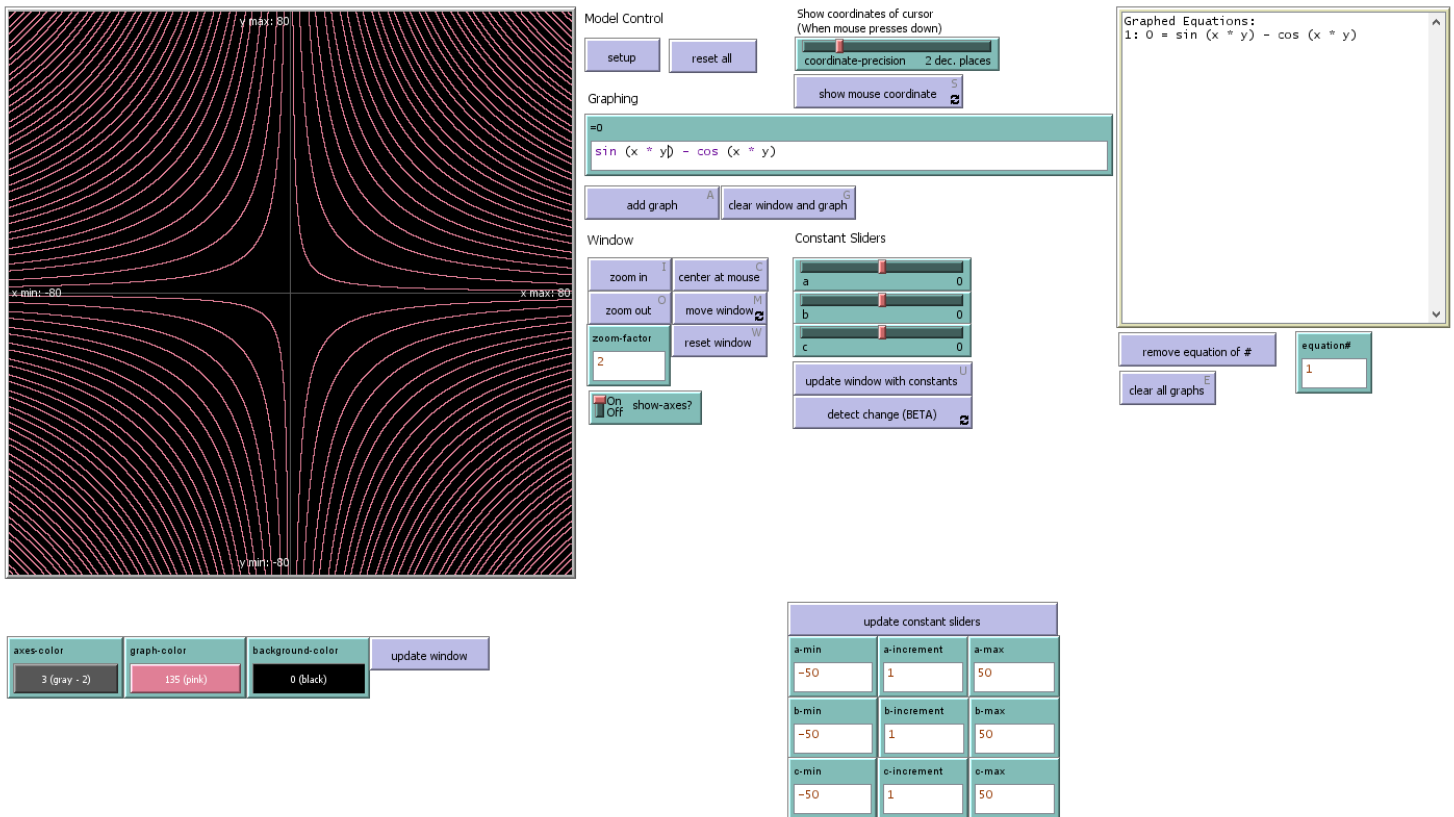 y max: 80
x min: -80
x max: 80
y min: -80
Model Control
setup
reset all
Show coordinates of cursor
(When mouse presses down)
coordinate-precision 2 dec. places
show mouse coordinate S
Graphing
=0
sin (x * y) - cos (x * y)
add graph A
clear window and graph G
Window
zoom in I
center at mouse C
zoom out O
move window M
zoom-factor
2
reset window W
On
Off
show-axes?
Constant Sliders
a 0
b 0
c 0
update window with constants U
detect change (BETA)
Graphed Equations:
1: 0 = sin (x * y) - cos (x * y)
remove equation of #
equation#
1
clear all graphs E
axes-color
3 (gray - 2)
graph-color
135 (pink)
background-color
0 (black)
update window
update constant sliders
a-min a-increment a-max
-50 1 50
b-min b-increment b-max
-50 1 50
c-min c-increment c-max
-50 1 50